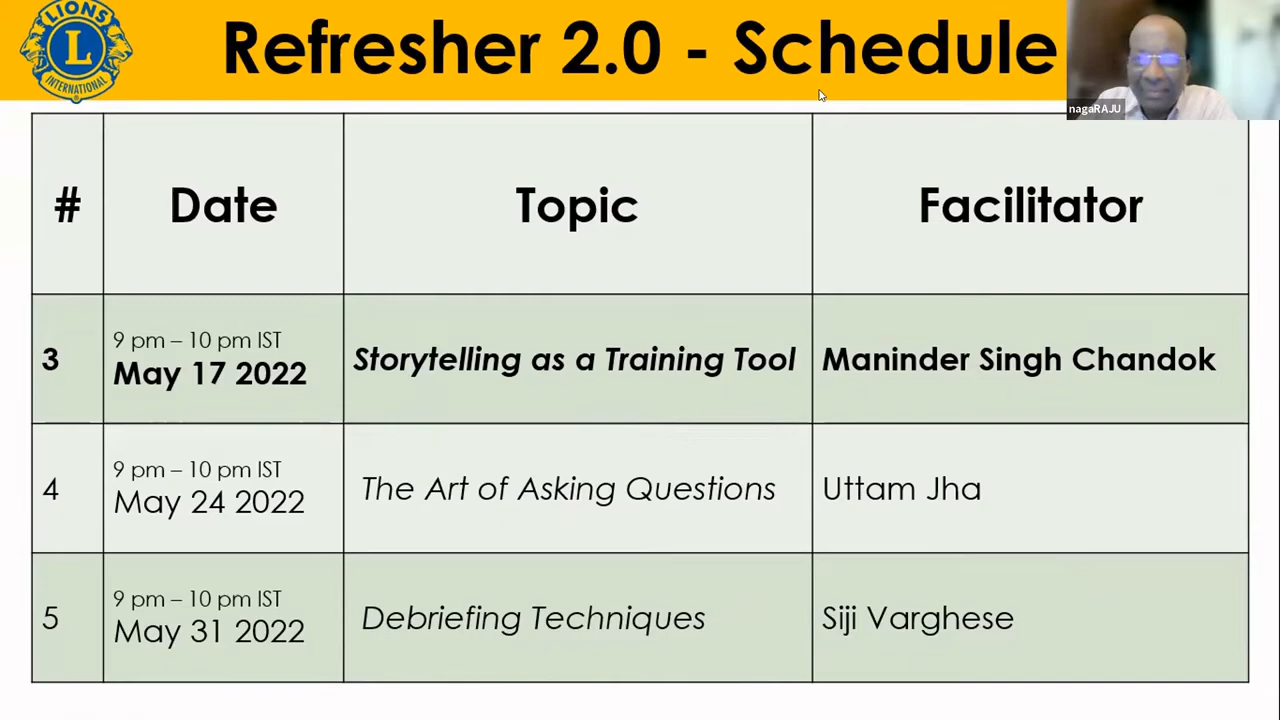 LIONS
L
INTERNATIONAL
Refresher 2.0 - Schedule
nagaRAJU
# Date Topic Facilitator
3 9 pm – 10 pm IST May 17 2022 Storytelling as a Training Tool Maninder Singh Chandok
4 9 pm – 10 pm IST May 24 2022 The Art of Asking Questions Uttam Jha
5 9 pm – 10 pm IST May 31 2022 Debriefing Techniques Siji Varghese